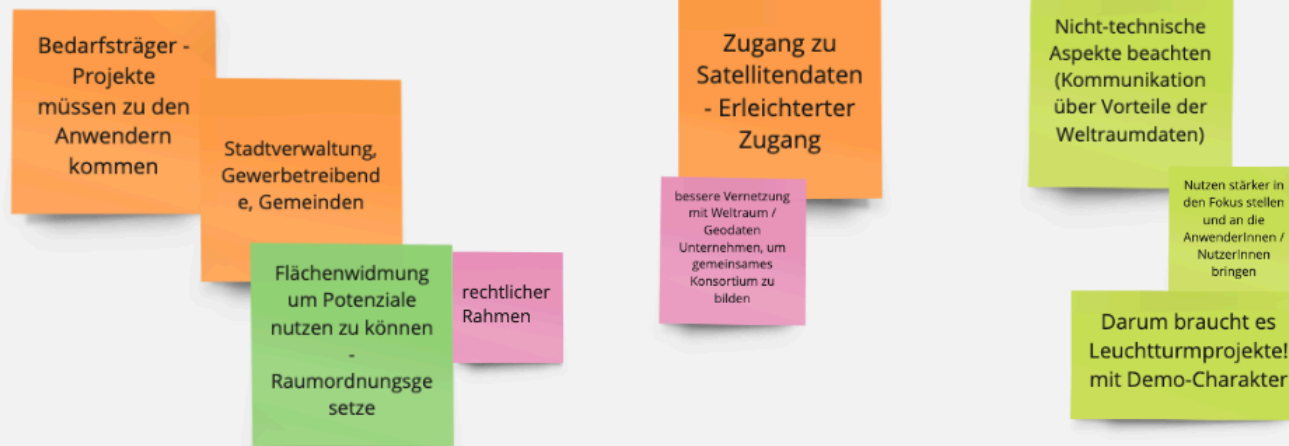 Bedarfsträger -
Projekte
müssen zu den
Anwendern
kommen
Stadtverwaltung,
Gewerbetreibend
e, Gemeinden
Flächenwidmung
um Potenziale
nutzen zu können
-
Raumordnungsge
setze
rechtlicher
Rahmen
Zugang zu
Satellitendaten
- Erleichterter
Zugang
bessere Vernetzung
mit Weltraum /
Geodaten
Unternehmen, um
gemeinsames
Konsortium zu
bilden
Nicht-technische
Aspekte beachten
(Kommunikation
über Vorteile der
Weltraumdaten)
Nutzen stärker in
den Fokus stellen
und an die
AnwenderInnen /
NutzerInnen
bringen
Darum braucht es
Leuchtturmprojekte!
mit Demo-Charakter